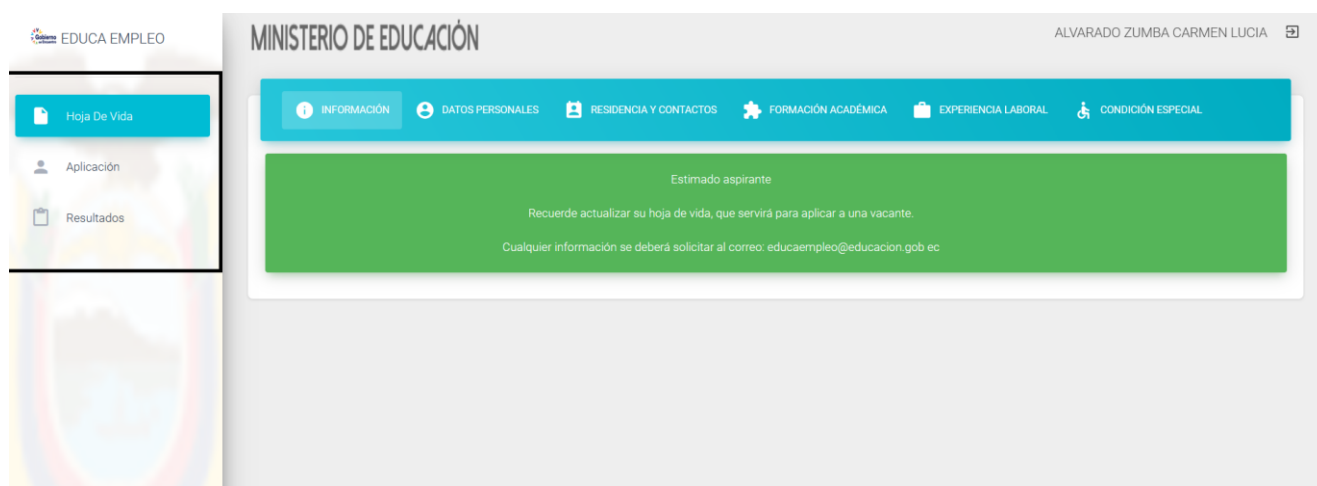 EDUCA EMPLEO
MINISTERIO DE EDUCACIÓN
ALVARADO ZUMBA CARMEN LUCIA
Hoja De Vida
Aplicación
Resultados
INFORMACIÓN
DATOS PERSONALES
RESIDENCIA Y CONTACTOS
FORMACIÓN ACADÉMICA
EXPERIENCIA LABORAL
CONDICIÓN ESPECIAL
Estimado aspirante
Recuerde actualizar su hoja de vida, que servirá para aplicar a una vacante.
Cualquier información se deberá solicitar al correo: educaempleo@educacion.gob ec